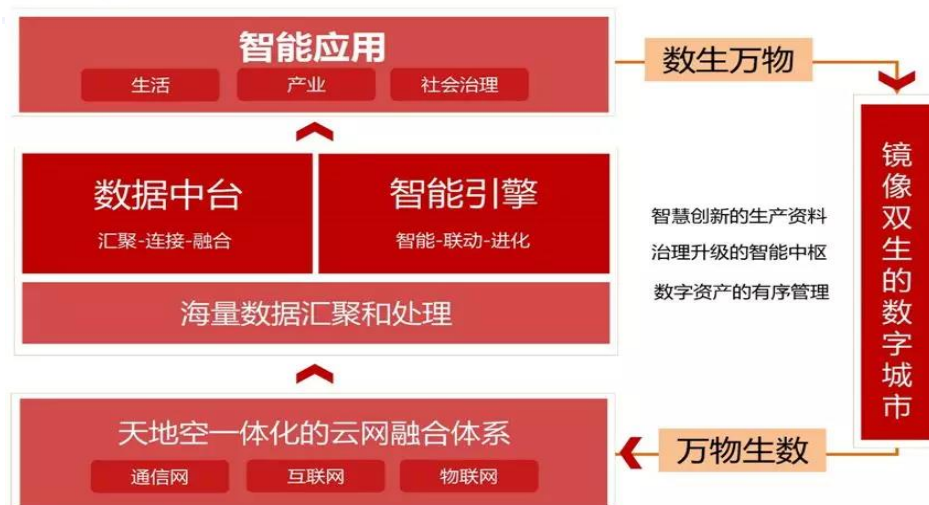 智能应用
生活
产业
社会治理
数生万物
数据中台
汇聚-连接-融合
智能引擎
智能-联动-进化
海量数据汇聚和处理
智慧创新的生产资料
治理升级的智能中枢
数字资产的有序管理
镜像双生的数字城市
天地空一体化的云网融合体系
通信网
互联网
物联网
万物生数